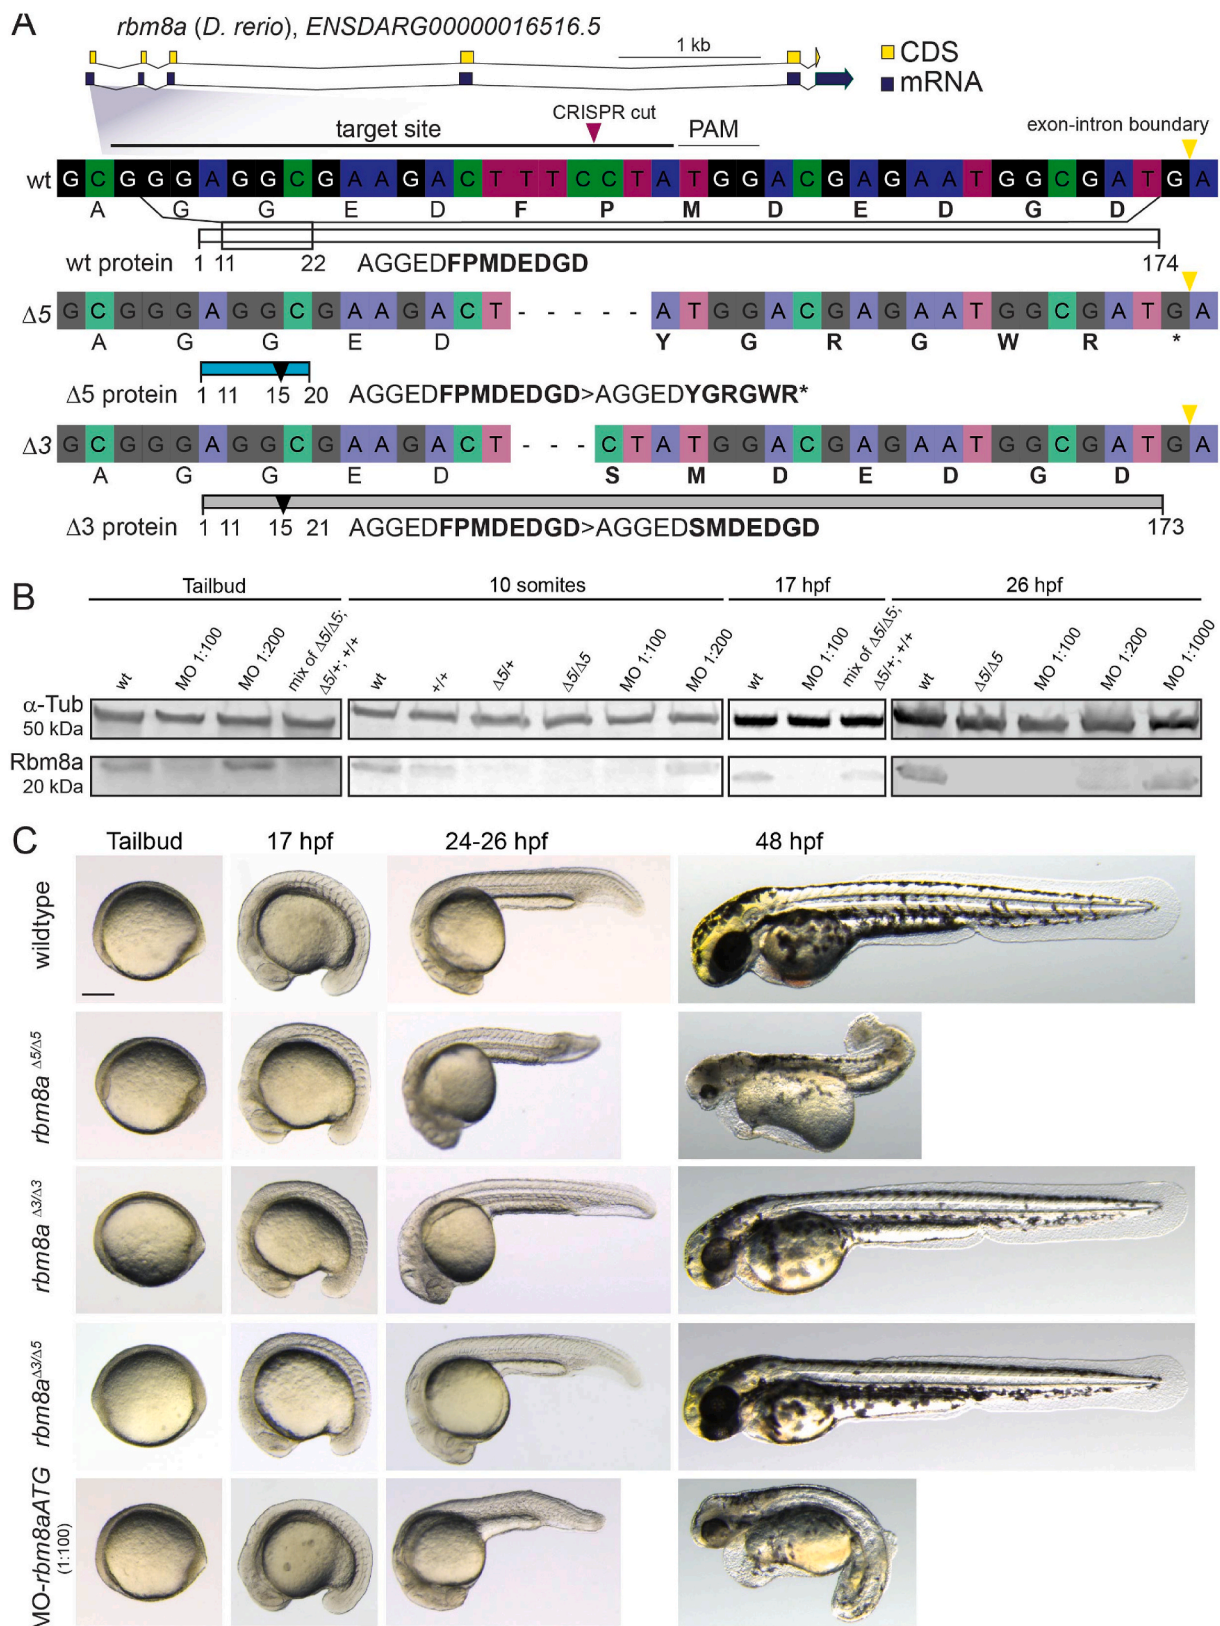 A
rbm8a (D. rerio), ENSDARG00000016516.5
1 kb
CDS
mRNA
CRISPR cut
target site
PAM
exon-intron boundary
wt G C G G G A G G C G A A G A C T T T C C T A T G G A C G A G A A T G G C G A T G A
A G G E D F P M D E D G D
wt protein 1 11 22 AGGEDFPMDEDGD 174
Δ5 G C G G G A G G C G A A G A C T - - - - - A T G G A C G A G A A T G G C G A T G A
A G G E D Y G R G W R *
Δ5 protein 1 11 15 20 AGGEDFPMDEDGD>AGGEDYGRGWR*
Δ3 G C G G G A G G C G A A G A C T - - - C T A T G G A C G A G A A T G G C G A T G A
A G G E D S M D E D G D
Δ3 protein 1 11 15 21 AGGEDFPMDEDGD>AGGEDSMDEDGD 173
B
Tailbud 10 somites 17 hpf 26 hpf
wt MO 1:100 MO 1:200 mix of Δ5/Δ5; Δ5/+; +/+ wt +/+ Δ5/+ Δ5/Δ5 MO 1:100 MO 1:200 wt MO 1:100 mix of Δ5/Δ5; Δ5/+; +/+ wt Δ5/Δ5 MO 1:100 MO 1:200 MO 1:1000
α-Tub
50 kDa
Rbm8a
20 kDa
C
Tailbud 17 hpf 24-26 hpf 48 hpf
wildtype
rbm8a Δ5/Δ5
rbm8a Δ3/Δ3
rbm8a Δ3/Δ5
MO-rbm8aATG
(1:100)